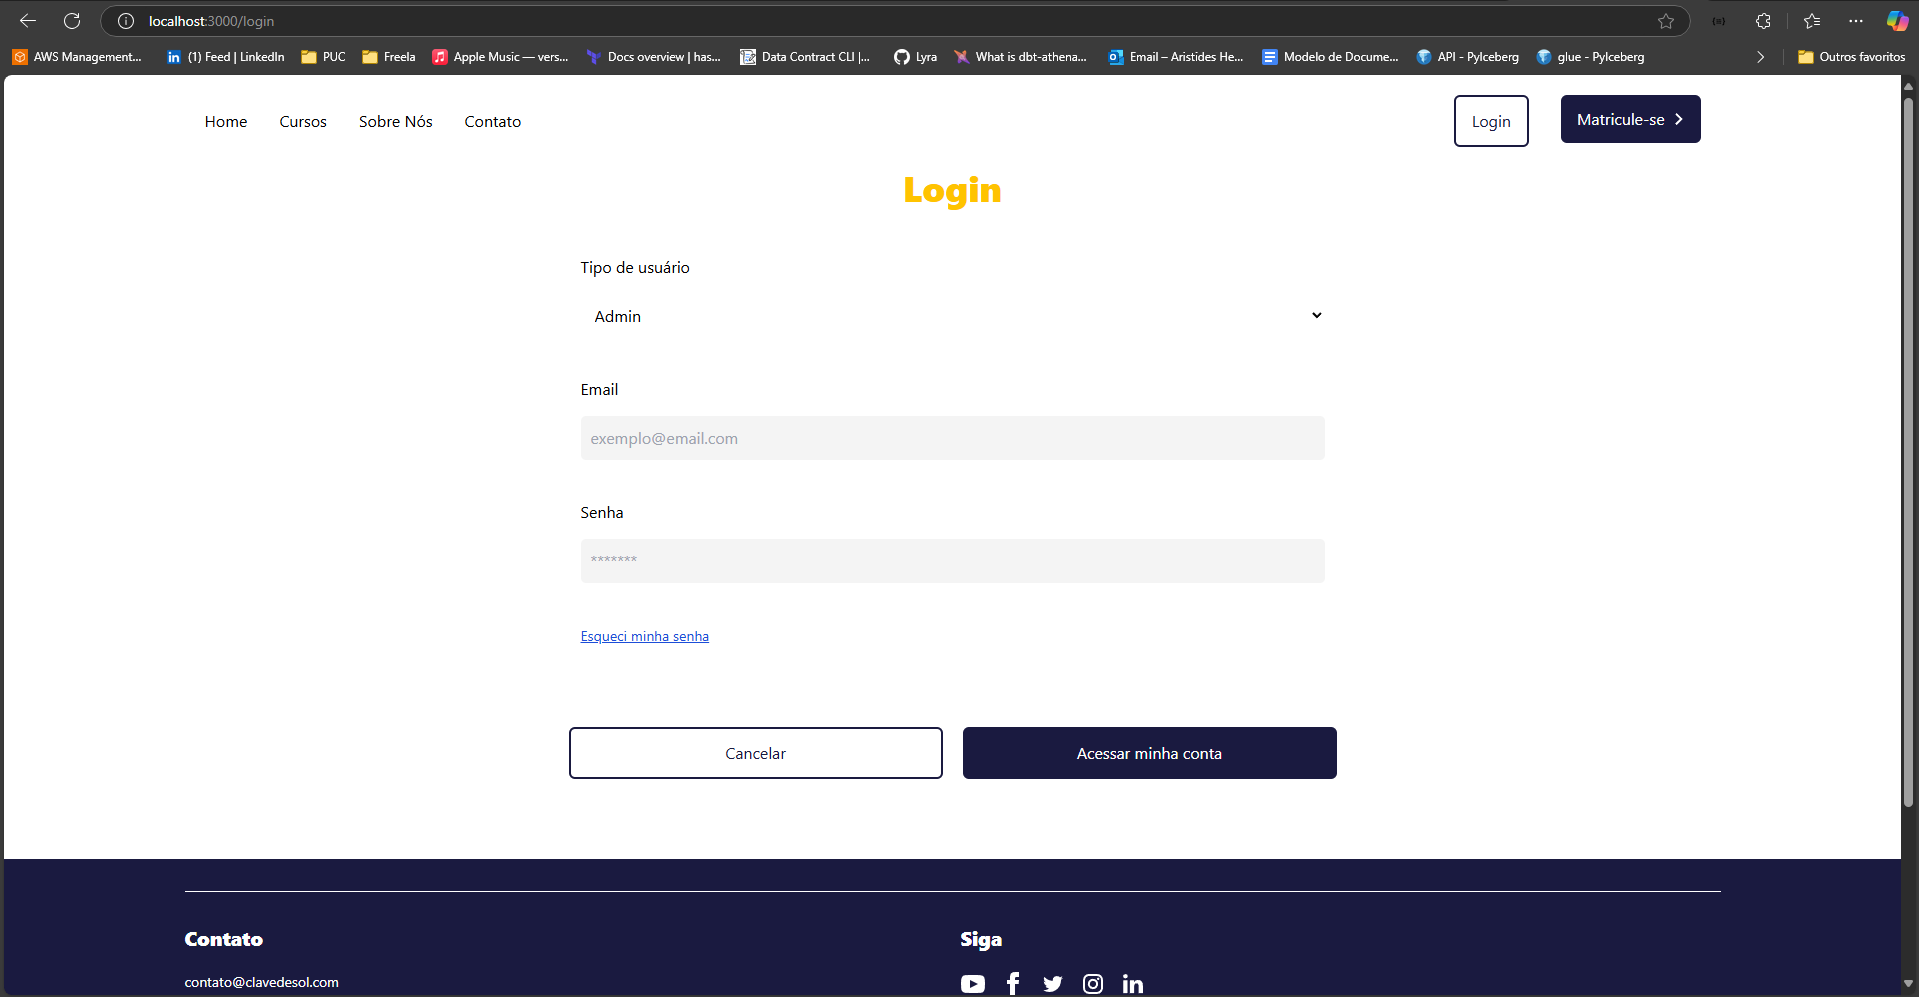 localhost:3000/login
AWS Management...
(1) Feed | LinkedIn
PUC
Freela
Apple Music — vers...
Docs overview | has...
Data Contract CLI |...
Lyra
What is dbt-athena...
Email – Aristides He...
Modelo de Docume...
API - PyIceberg
glue - PyIceberg
Outros favoritos
Home
Cursos
Sobre Nós
Contato
Login
Matricule-se
Login
Tipo de usuário
Admin
Email
exemplo@email.com
Senha
*******
Esqueci minha senha
Cancelar
Acessar minha conta
Contato
Siga
contato@clavedesol.com